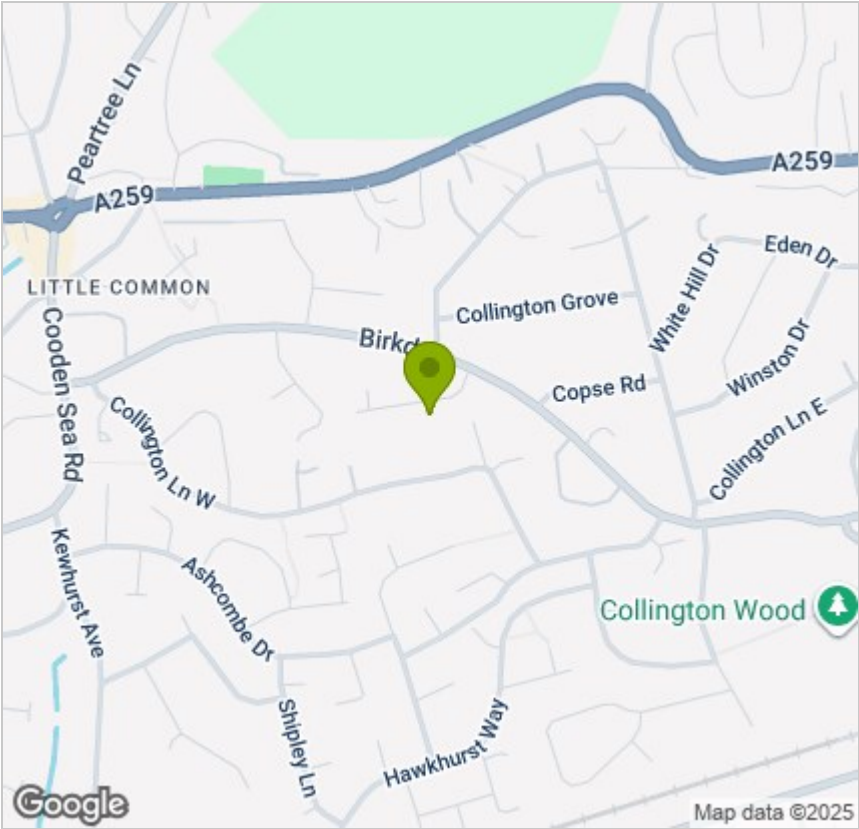 Peartree Ln
A259
A259
Eden Dr
White Hill Dr
LITTLE COMMON
Collington Grove
Cooden Sea Rd
Winston Dr
Copse Rd
Collington Ln W
Collington Ln E
Kewhurst Ave
Ashcombe Dr
Collington Wood
Shipley Ln
Hawkhurst Way
Google
Map data ©2025